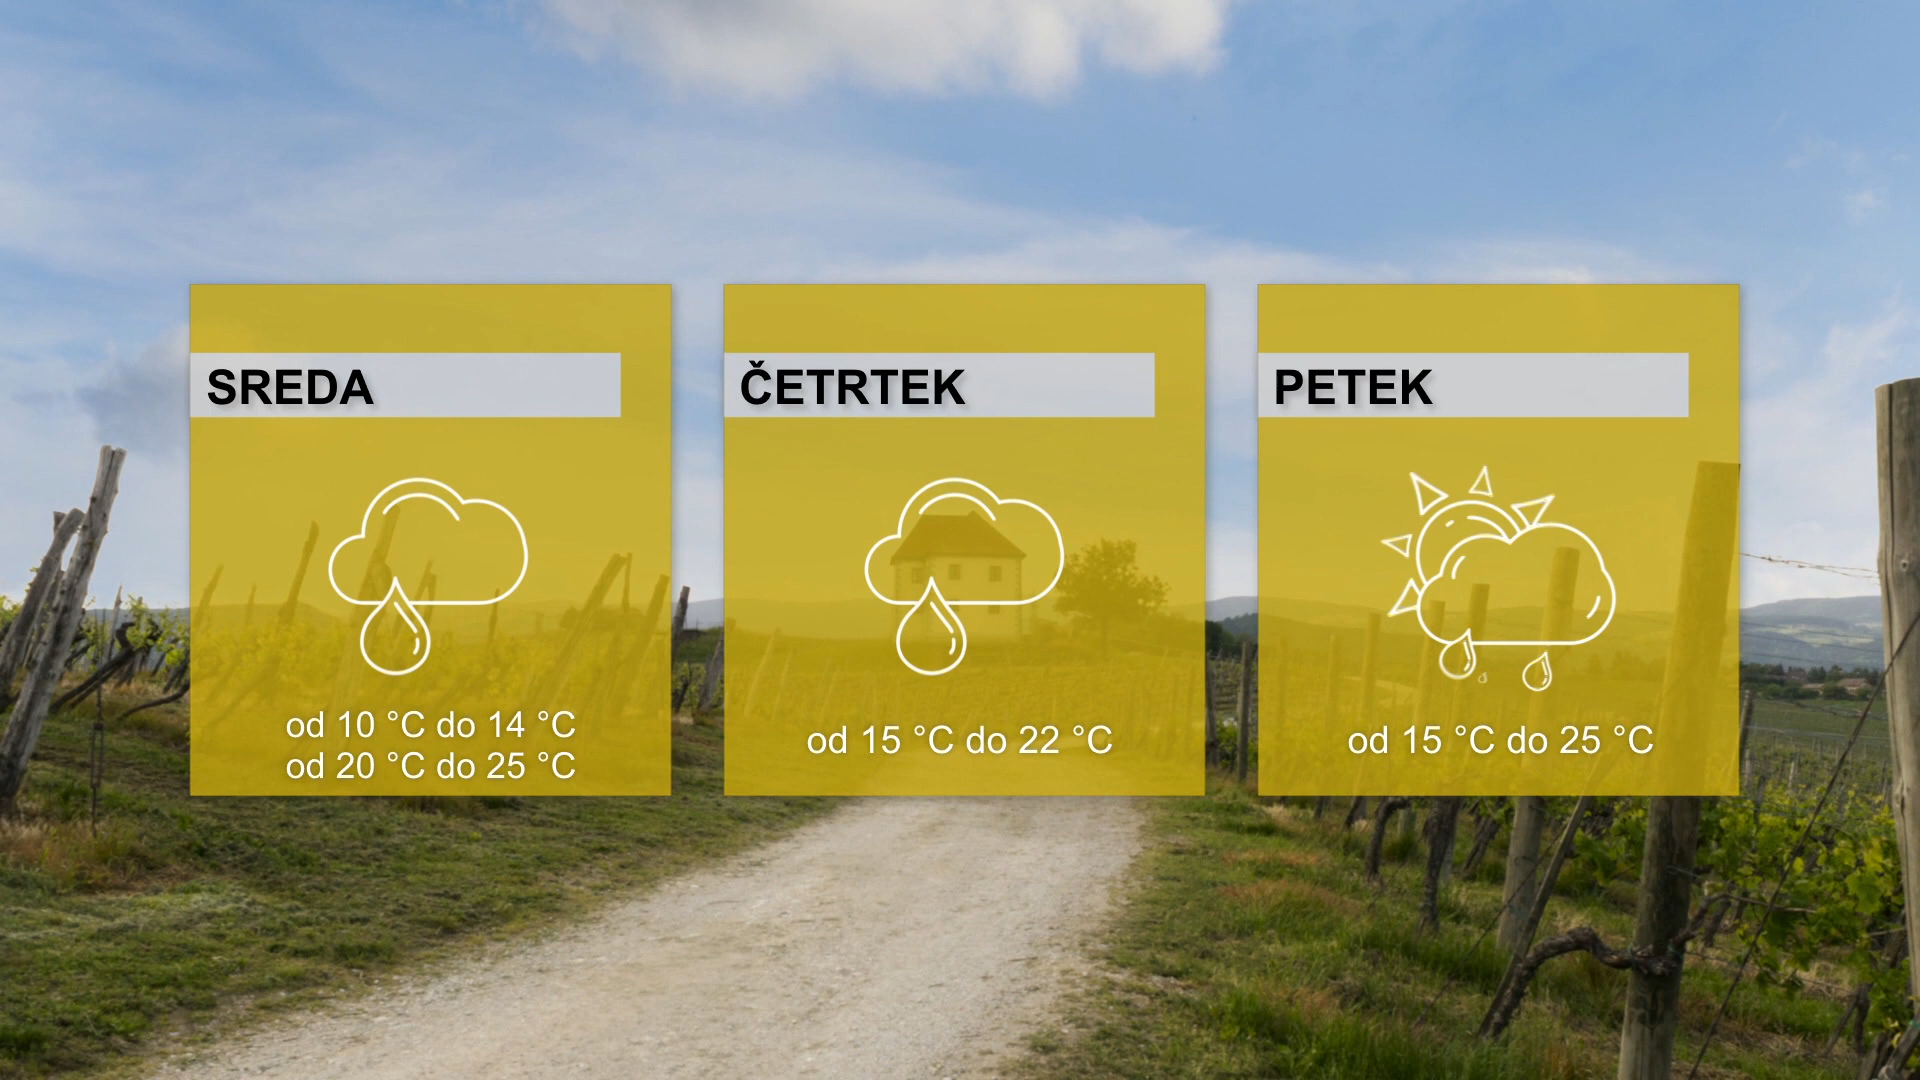 SREDA
od 10 °C do 14 °C
od 20 °C do 25 °C
ČETRTEK
od 15 °C do 22 °C
PETEK
od 15 °C do 25 °C